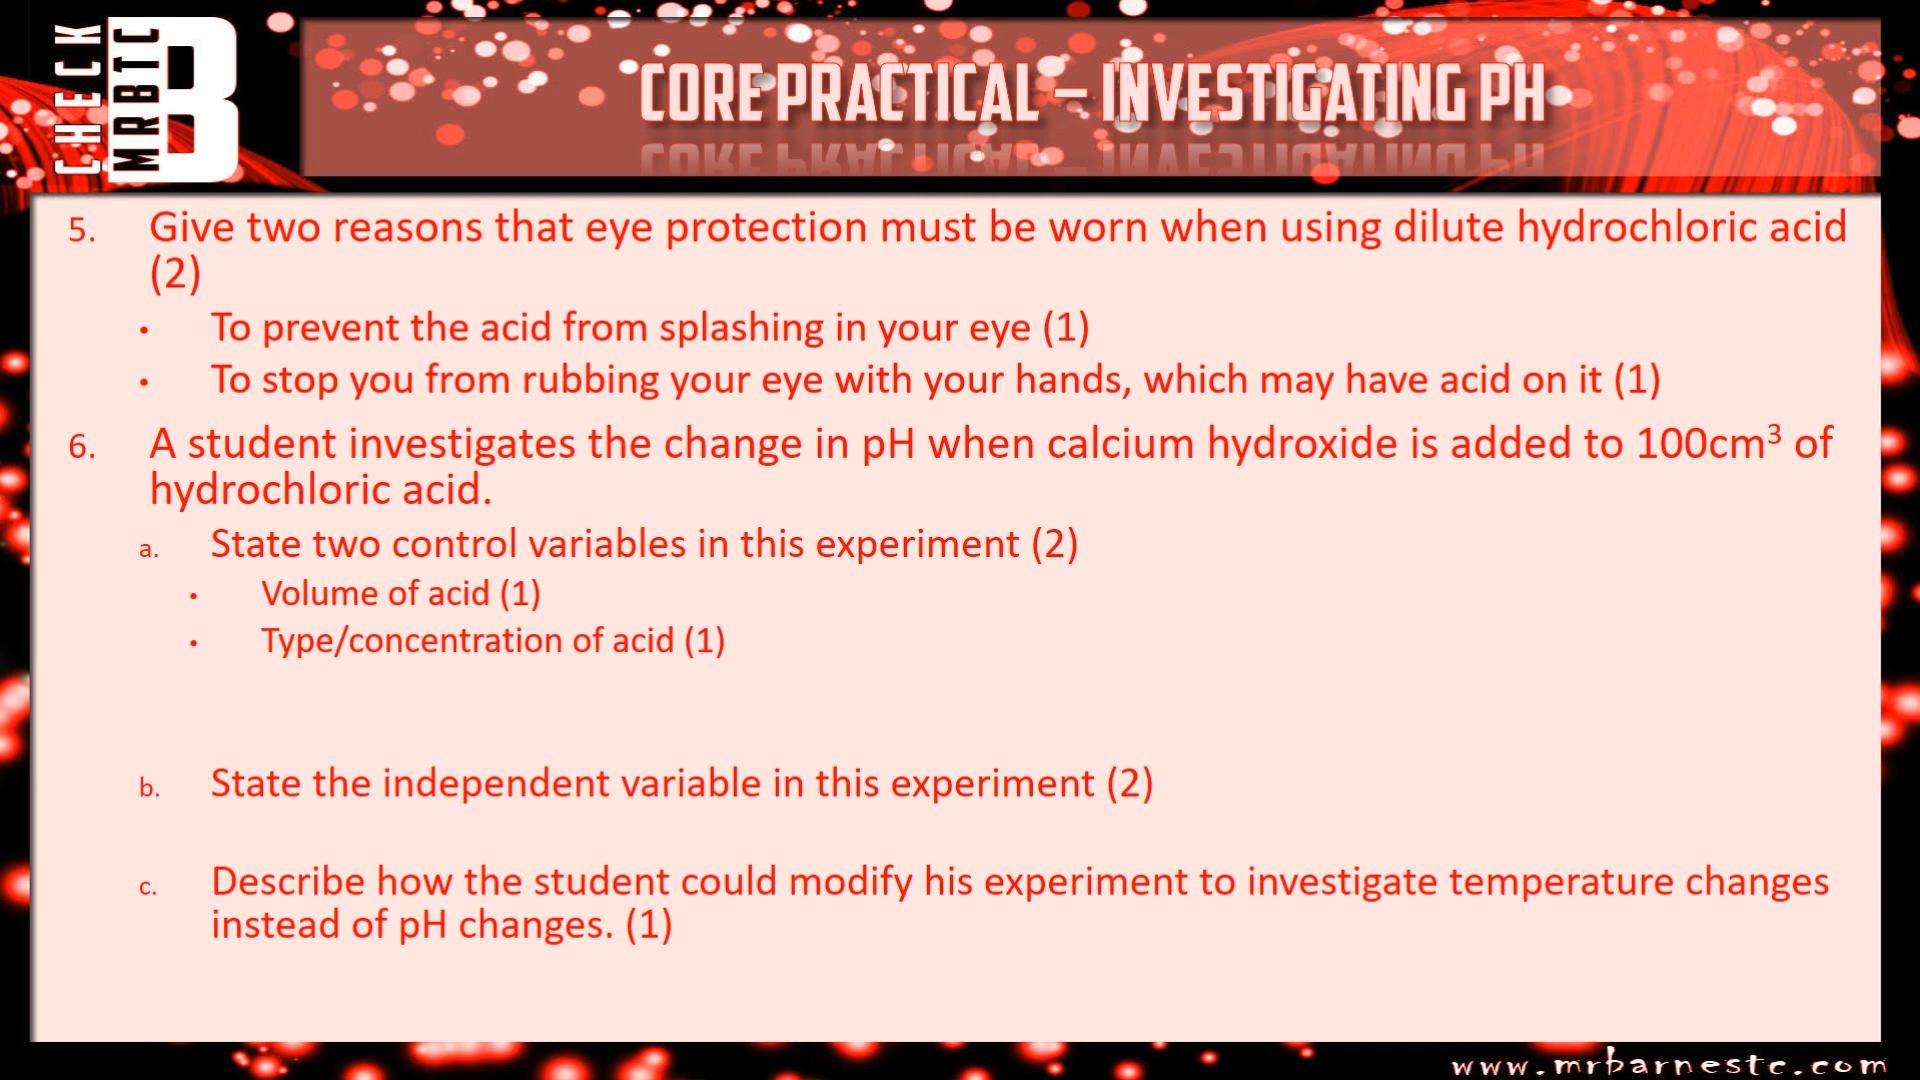 CHECK
MRBTC
B
CORE PRACTICAL – INVESTIGATING PH
5. Give two reasons that eye protection must be worn when using dilute hydrochloric acid
(2)
• To prevent the acid from splashing in your eye (1)
• To stop you from rubbing your eye with your hands, which may have acid on it (1)
6. A student investigates the change in pH when calcium hydroxide is added to 100cm³ of
hydrochloric acid.
a. State two control variables in this experiment (2)
• Volume of acid (1)
• Type/concentration of acid (1)
b. State the independent variable in this experiment (2)
c. Describe how the student could modify his experiment to investigate temperature changes
instead of pH changes. (1)
www.mrbarnestc.com